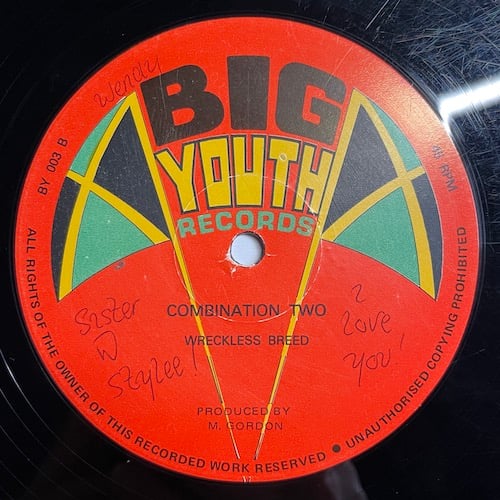 Wendy
BIG
YOUTH
RECORDS
BY 003 B
45 RPM
COMBINATION TWO
WRECKLESS BREED
Sister
D
Stylee!
I
Love
You!
PRODUCED BY
M. GORDON
ALL RIGHTS OF THE OWNER OF THIS RECORDED WORK RESERVED ● UNAUTHORISED COPYING PROHIBITED